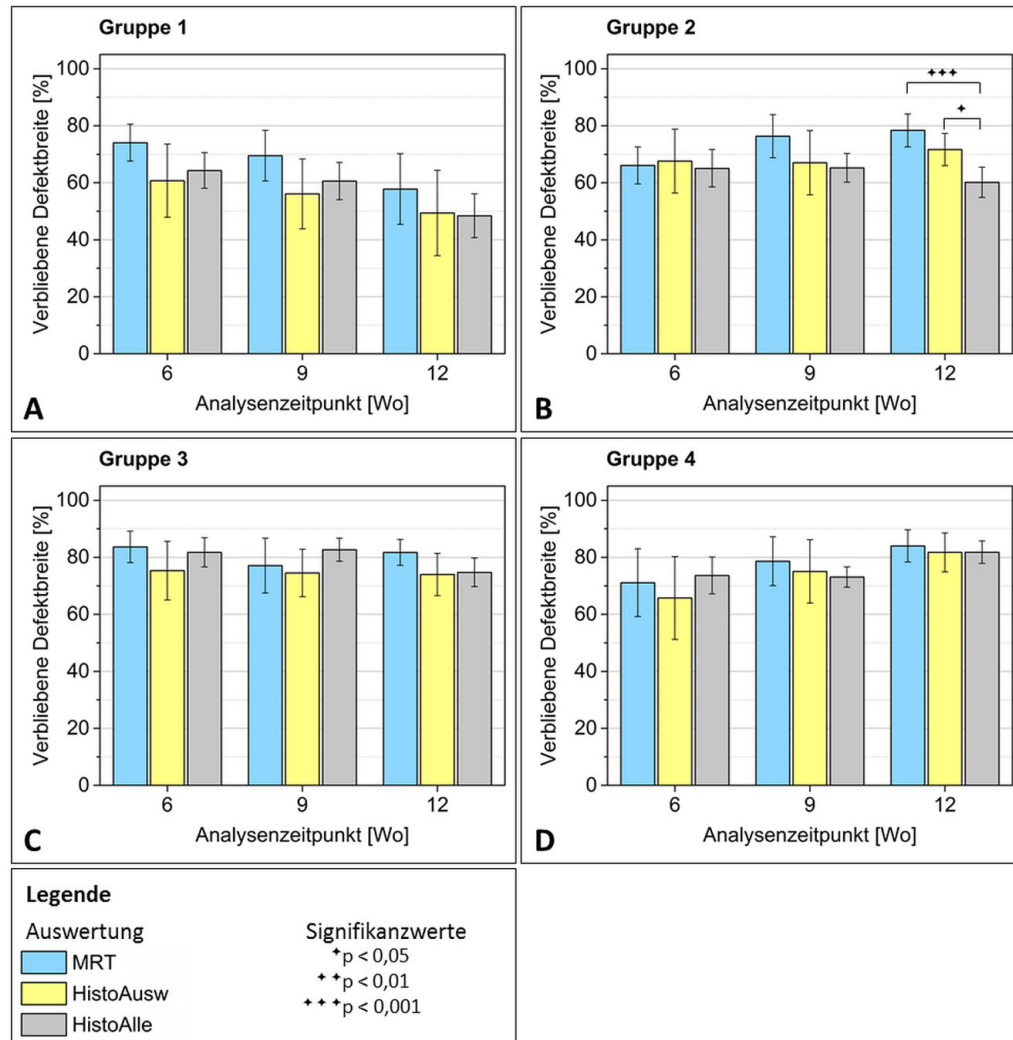 Gruppe 1
Verbliebene Defektbreite [%]
100
80
60
40
20
0
6 9 12
Analysenzeitpunkt [Wo]
A
Gruppe 2
Verbliebene Defektbreite [%]
100
80
60
40
20
0
✦✦✦
✦
6 9 12
Analysenzeitpunkt [Wo]
B
Gruppe 3
Verbliebene Defektbreite [%]
100
80
60
40
20
0
6 9 12
Analysenzeitpunkt [Wo]
C
Gruppe 4
Verbliebene Defektbreite [%]
100
80
60
40
20
0
6 9 12
Analysenzeitpunkt [Wo]
D
Legende
Auswertung
MRT
HistoAusw
HistoAlle
Signifikanzwerte
✦p < 0,05
✦✦p < 0,01
✦✦✦p < 0,001